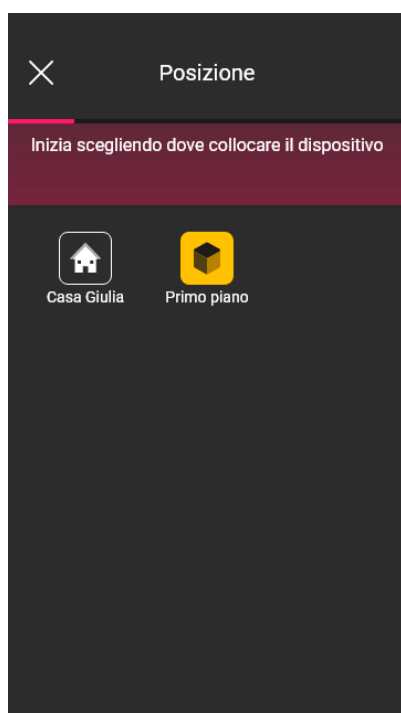 Posizione
Inizia scegliendo dove collocare il dispositivo
Casa Giulia
Primo piano